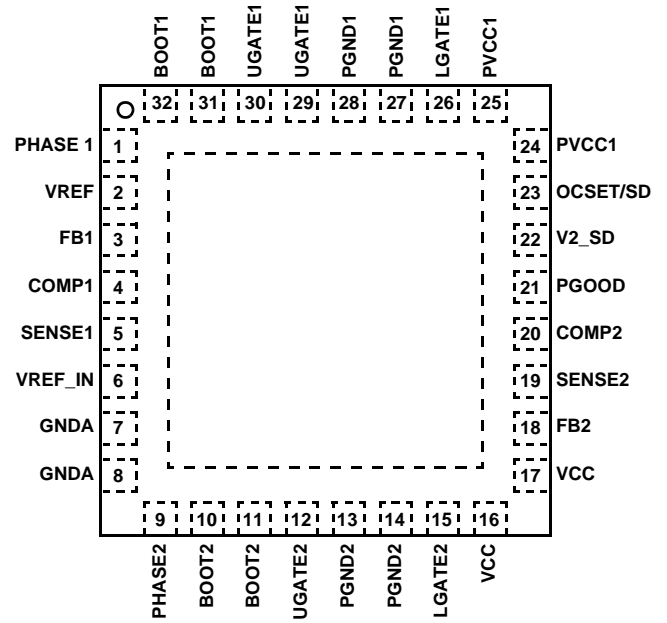 BOOT1 BOOT1 UGATE1 UGATE1 PGND1 PGND1 LGATE1 PVCC1
32 31 30 29 28 27 26 25
PHASE 1 1 24 PVCC1
VREF 2 23 OCSET/SD
FB1 3 22 V2_SD
COMP1 4 21 PGOOD
SENSE1 5 20 COMP2
VREF_IN 6 19 SENSE2
GNDA 7 18 FB2
GNDA 8 17 VCC
9 10 11 12 13 14 15 16
PHASE2 BOOT2 BOOT2 UGATE2 PGND2 PGND2 LGATE2 VCC